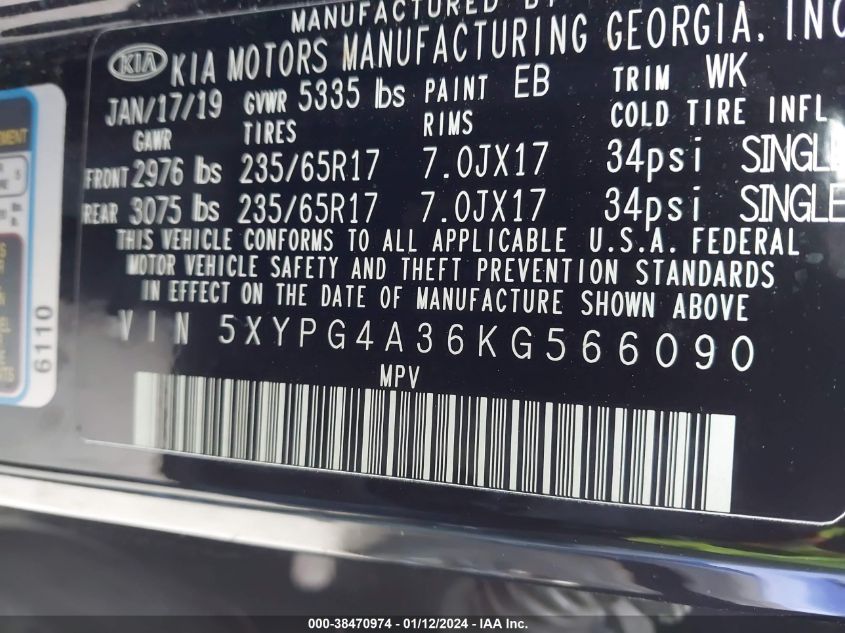 MANUFACTURED BY
KIA KIA MOTORS MANUFACTURING GEORGIA, INC
JAN/17/19 GVWR 5335 lbs PAINT EB TRIM WK
GAWR TIRES RIMS COLD TIRE INFL
FRONT 2976 lbs 235/65R17 7.0JX17 34psi SINGLE
REAR 3075 lbs 235/65R17 7.0JX17 34psi SINGLE
THIS VEHICLE CONFORMS TO ALL APPLICABLE U.S.A. FEDERAL
MOTOR VEHICLE SAFETY AND THEFT PREVENTION STANDARDS
IN EFFECT ON THE DATE OF MANUFACTURE SHOWN ABOVE
VIN 5XYPG4A36KG566090
MPV
6110
000-38470974 - 01/12/2024 - IAA Inc.